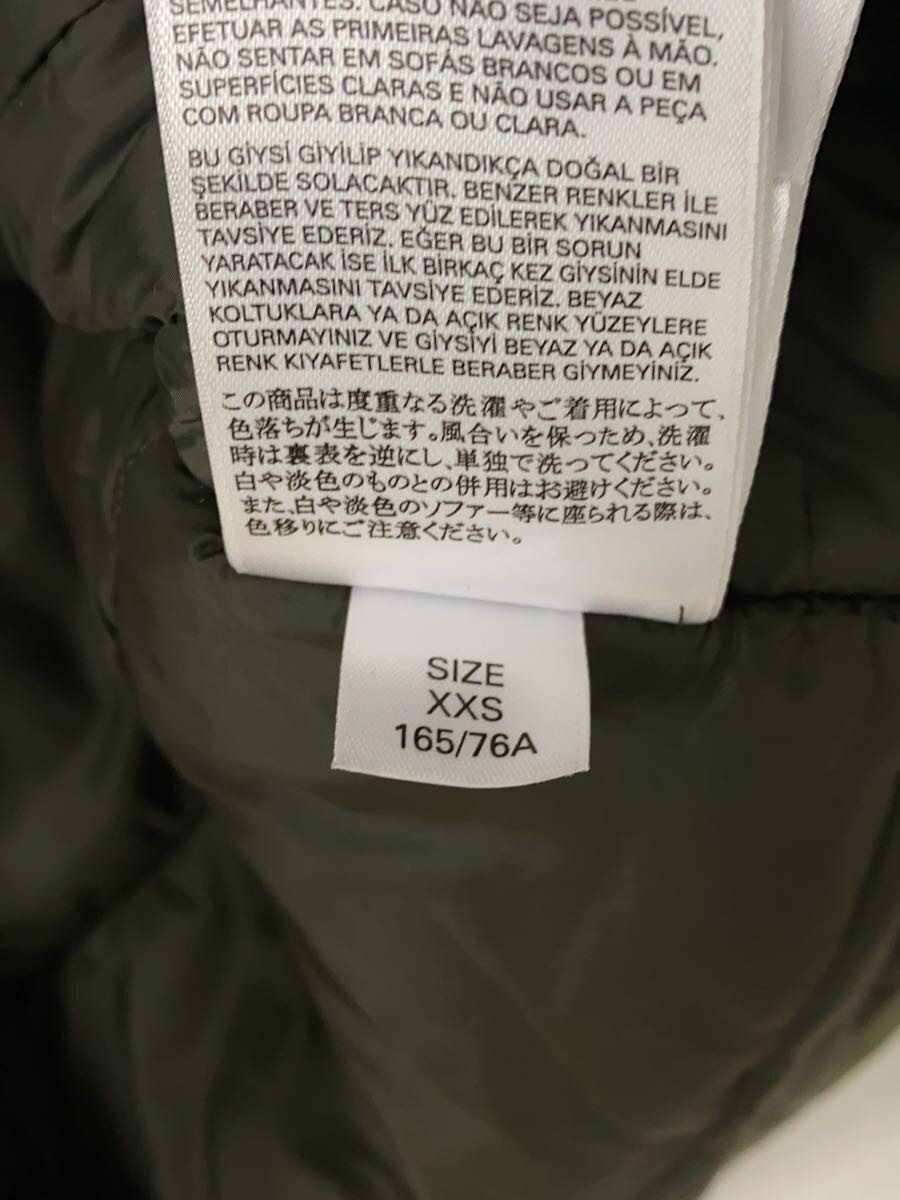 SEMELHANTES. CASO NÃO SEJA POSSÍVEL,
EFETUAR AS PRIMEIRAS LAVAGENS À MÃO.
NÃO SENTAR EM SOFÁS BRANCOS OU EM
SUPERFÍCIES CLARAS E NÃO USAR A PEÇA
COM ROUPA BRANCA OU CLARA.
BU GİYSİ GİYİLİP YIKANDIKÇA DOĞAL BİR
ŞEKİLDE SOLACAKTIR. BENZER RENKLER İLE
BERABER VE TERS YÜZ EDİLEREK YIKANMASINI
TAVSİYE EDERİZ. EĞER BU BİR SORUN
YARATACAK İSE İLK BİRKAÇ KEZ GİYSİNİN ELDE
YIKANMASINI TAVSİYE EDERİZ. BEYAZ
KOLTUKLARA YA DA AÇIK RENK YÜZEYLERE
OTURMAYINIZ VE GİYSİYİ BEYAZ YA DA AÇIK
RENK KIYAFETLERLE BERABER GİYMEYİNİZ.
この商品は度重なる洗濯やご着用によって、
色落ちが生じます。風合いを保っため、洗濯
時は裏表を逆にし、単独で洗ってください。
白や淡色のものとの併用はお避けください。
また、白や淡色のソファー等に座られる際は、
色移りにご注意ください。
SIZE
XXS
165/76A